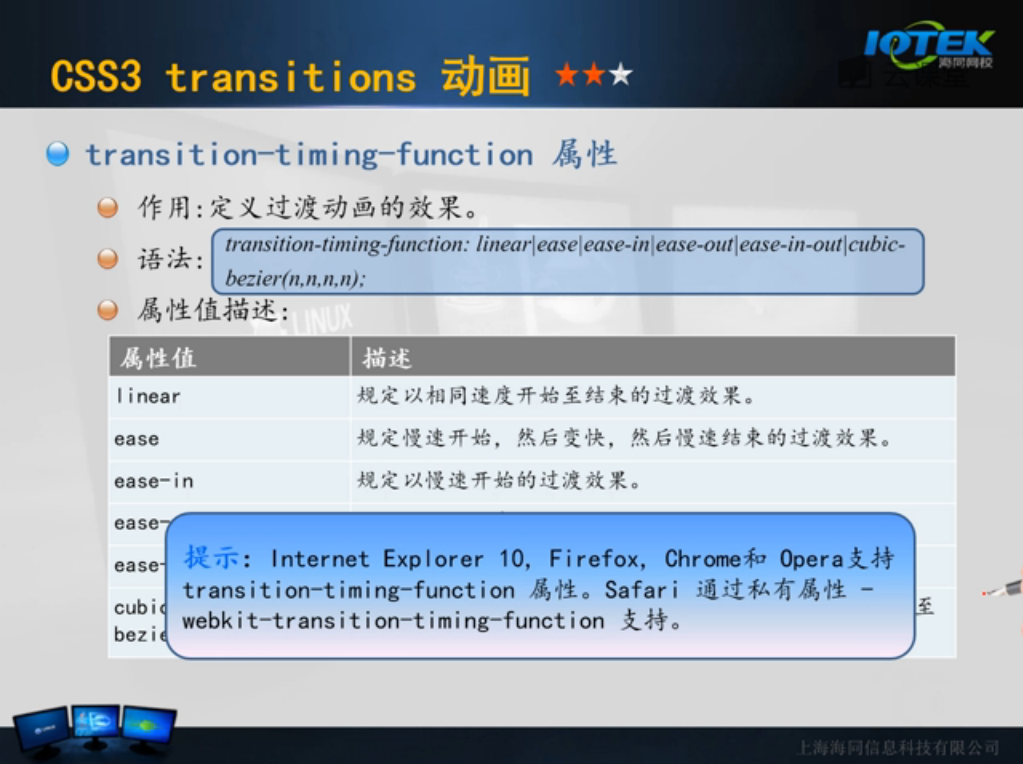 IQTEK
海同网校
云课堂
CSS3 transitions 动画
transition-timing-function 属性
作用:定义过渡动画的效果。
语法:
transition-timing-function: linear|ease|ease-in|ease-out|ease-in-out|cubic-
bezier(n,n,n,n);
属性值描述:
LINUX
属性值 描述
linear 规定以相同速度开始至结束的过渡效果。
ease 规定慢速开始，然后变快，然后慢速结束的过渡效果。
ease-in 规定以慢速开始的过渡效果。
ease-
ease-
cubic 至
bezie
提示: Internet Explorer 10, Firefox, Chrome和 Opera支持
transition-timing-function 属性。Safari 通过私有属性 -
webkit-transition-timing-function 支持。
上海海同信息科技有限公司